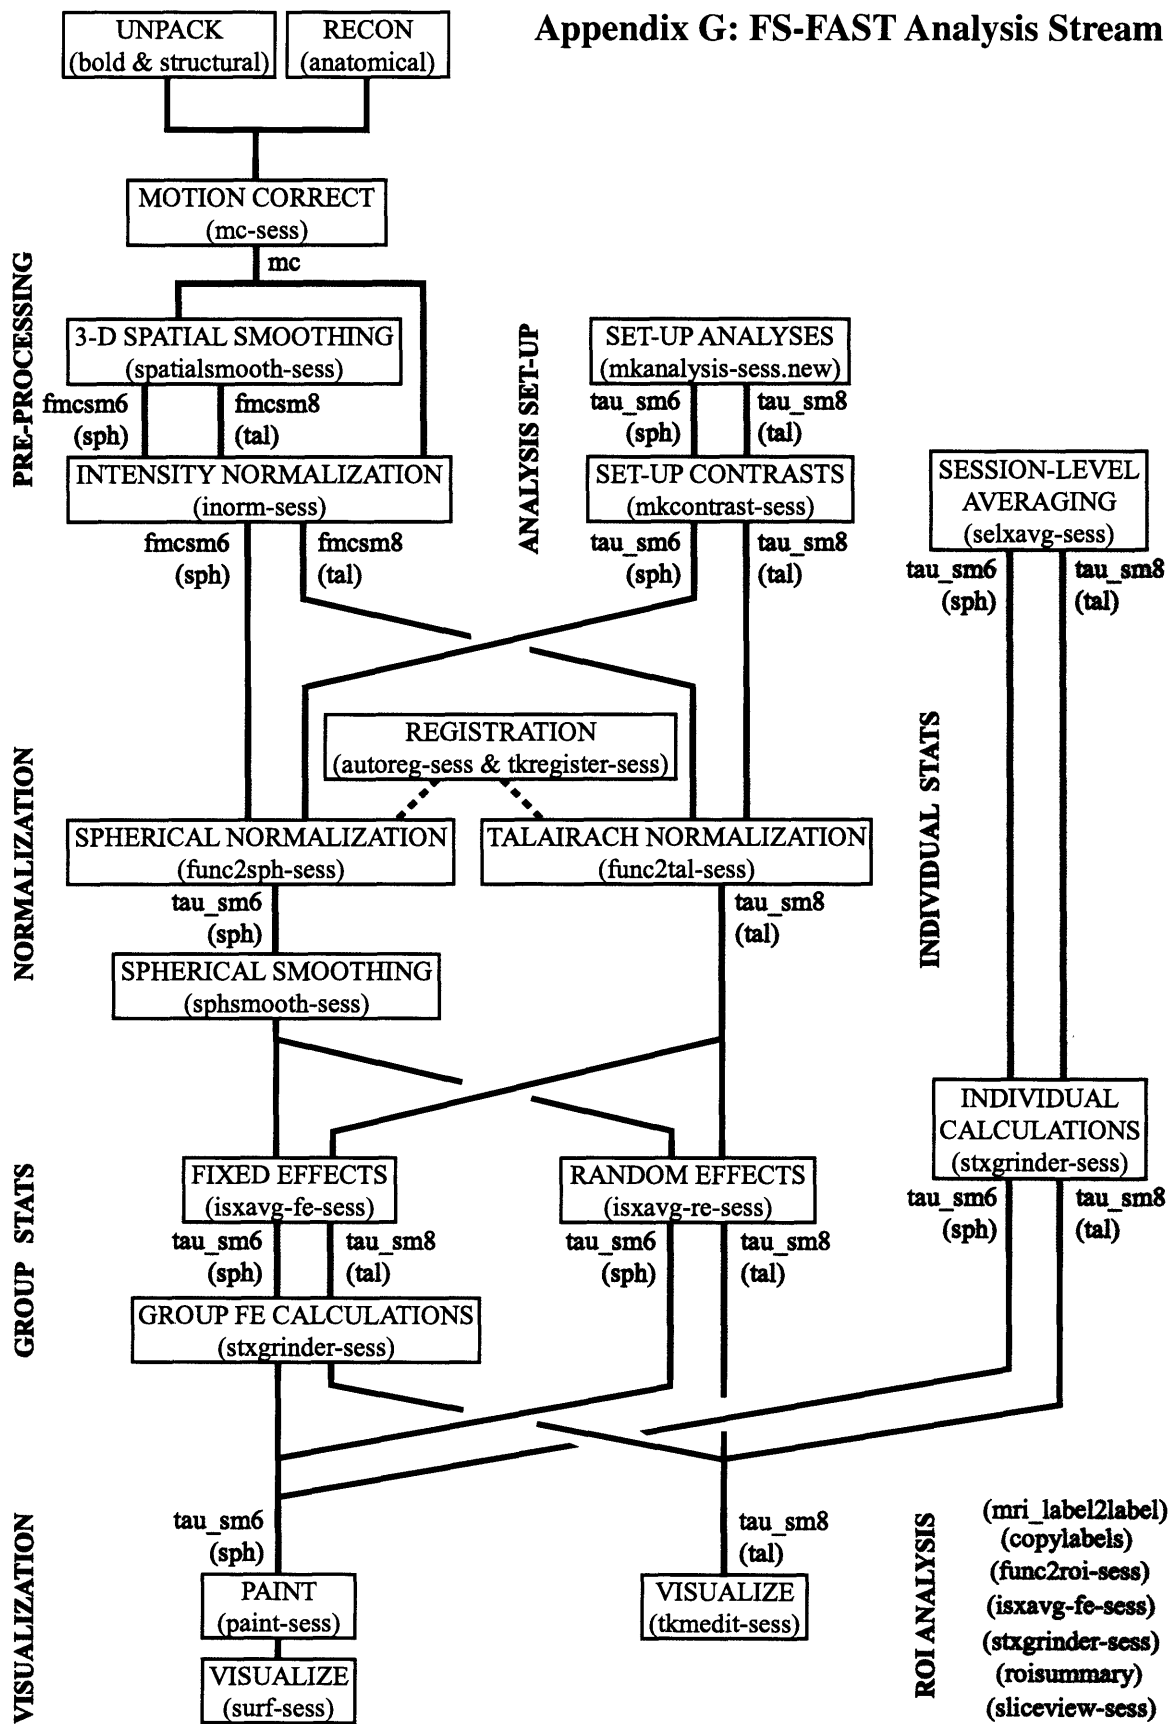 Appendix G: FS-FAST Analysis Stream
UNPACK
(bold & structural)
RECON
(anatomical)
MOTION CORRECT
(mc-sess)
mc
PRE-PROCESSING
3-D SPATIAL SMOOTHING
(spatialsmooth-sess)
fmcsm6
(sph)
fmcsm8
(tal)
INTENSITY NORMALIZATION
(inorm-sess)
fmcsm6
(sph)
fmcsm8
(tal)
ANALYSIS SET-UP
SET-UP ANALYSES
(mkanalysis-sess.new)
tau_sm6
(sph)
tau_sm8
(tal)
SET-UP CONTRASTS
(mkcontrast-sess)
tau_sm6
(sph)
tau_sm8
(tal)
SESSION-LEVEL
AVERAGING
(selxavg-sess)
tau_sm6
(sph)
tau_sm8
(tal)
INDIVIDUAL STATS
NORMALIZATION
REGISTRATION
(autoreg-sess & tkregister-sess)
SPHERICAL NORMALIZATION
(func2sph-sess)
TALAIRACH NORMALIZATION
(func2tal-sess)
tau_sm6
(sph)
tau_sm8
(tal)
SPHERICAL SMOOTHING
(sphsmooth-sess)
INDIVIDUAL
CALCULATIONS
(stxgrinder-sess)
tau_sm6
(sph)
tau_sm8
(tal)
GROUP STATS
FIXED EFFECTS
(isxavg-fe-sess)
RANDOM EFFECTS
(isxavg-re-sess)
tau_sm6
(sph)
tau_sm8
(tal)
tau_sm6
(sph)
tau_sm8
(tal)
GROUP FE CALCULATIONS
(stxgrinder-sess)
VISUALIZATION
tau_sm6
(sph)
tau_sm8
(tal)
PAINT
(paint-sess)
VISUALIZE
(tkmedit-sess)
VISUALIZE
(surf-sess)
ROI ANALYSIS
(mri_label2label)
(copylabels)
(func2roi-sess)
(isxavg-fe-sess)
(stxgrinder-sess)
(roisummary)
(sliceview-sess)